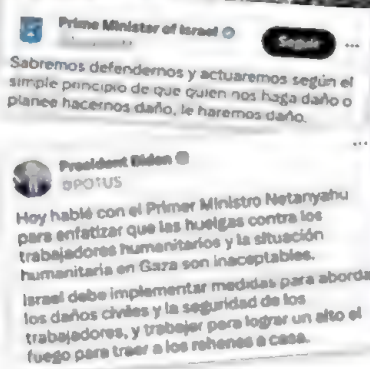 Prime Minister of Israel
Seguir
Sabremos defendernos y actuaremos según el
simple principio de que quien nos haga daño o
planee hacernos daño, le haremos daño.
President Biden
@POTUS
Hoy hablé con el Primer Ministro Netanyahu
para enfatizar que las huelgas contra los
trabajadores humanitarios y la situación
humanitaria en Gaza son inaceptables.
Israel debe implementar medidas para aborda
los daños civiles y la seguridad de los
trabajadores, y trabajar para lograr un alto el
fuego para traer a los rehenes a casa.